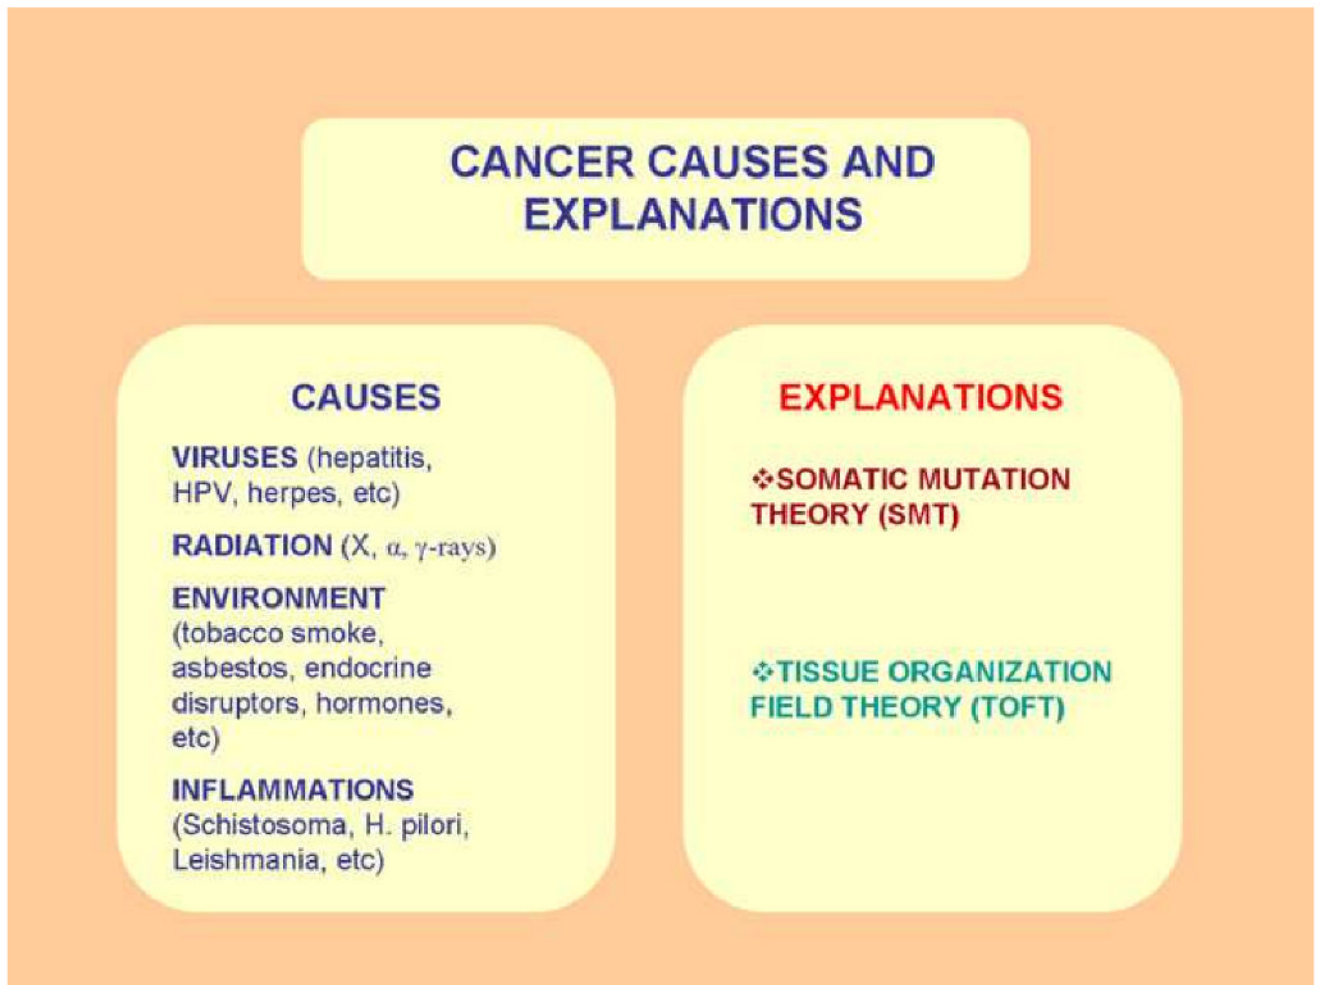 CANCER CAUSES AND
EXPLANATIONS
CAUSES
VIRUSES (hepatitis,
HPV, herpes, etc)
RADIATION (X, α, γ-rays)
ENVIRONMENT
(tobacco smoke,
asbestos, endocrine
disruptors, hormones,
etc)
INFLAMMATIONS
(Schistosoma, H. pilori,
Leishmania, etc)
EXPLANATIONS
❖SOMATIC MUTATION
THEORY (SMT)
❖TISSUE ORGANIZATION
FIELD THEORY (TOFT)